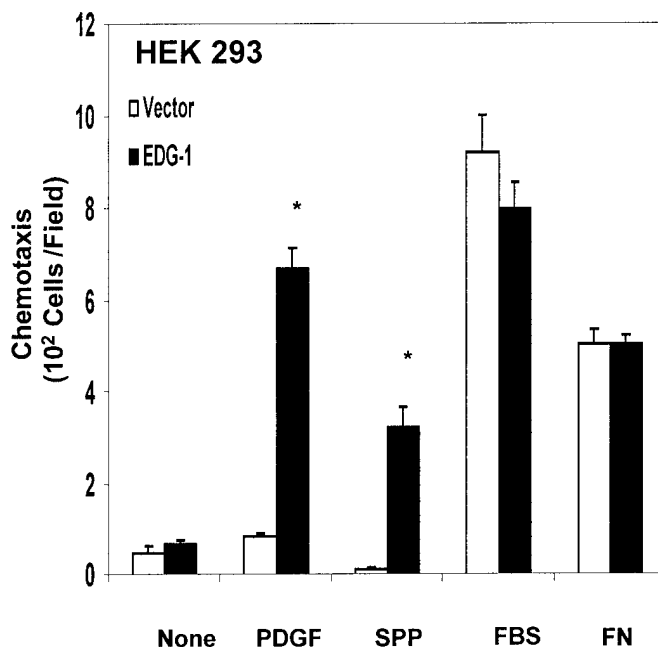 HEK 293
Vector
EDG-1
Chemotaxis
(10² Cells /Field)
12
10
8
6
4
2
0
*
*
None PDGF SPP FBS FN